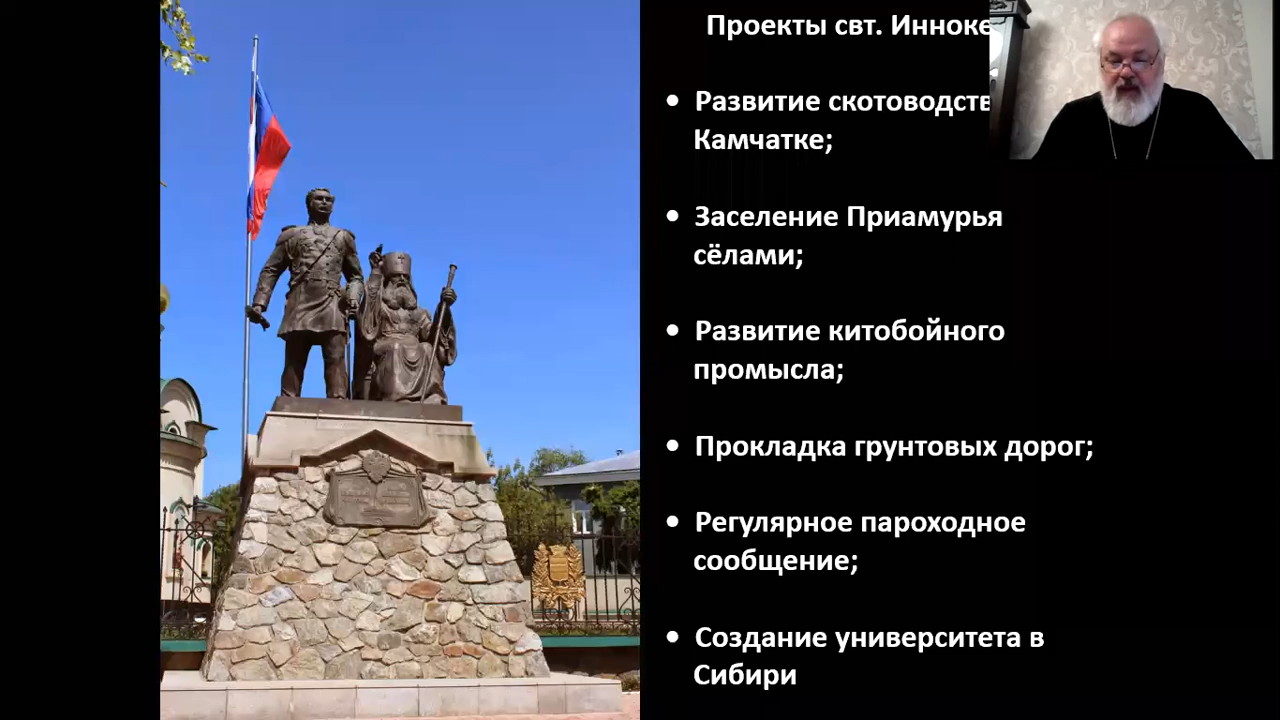 Проекты свт. Инноке
• Развитие скотоводств
Камчатке;
• Заселение Приамурья
сёлами;
• Развитие китобойного
промысла;
• Прокладка грунтовых дорог;
• Регулярное пароходное
сообщение;
• Создание университета в
Сибири